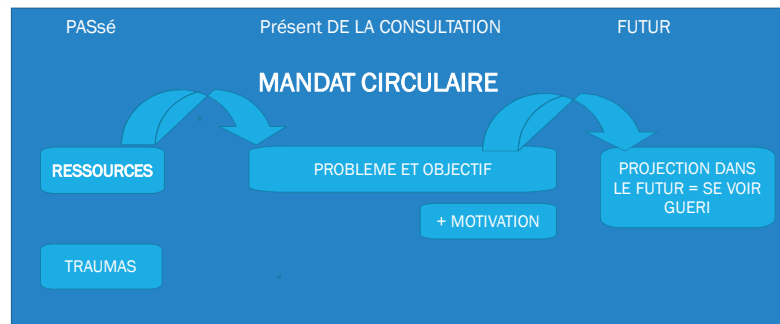 PASsé
Présent DE LA CONSULTATION
FUTUR
MANDAT CIRCULAIRE
RESSOURCES
PROBLEME ET OBJECTIF
PROJECTION DANS
LE FUTUR = SE VOIR
GUERI
+ MOTIVATION
TRAUMAS